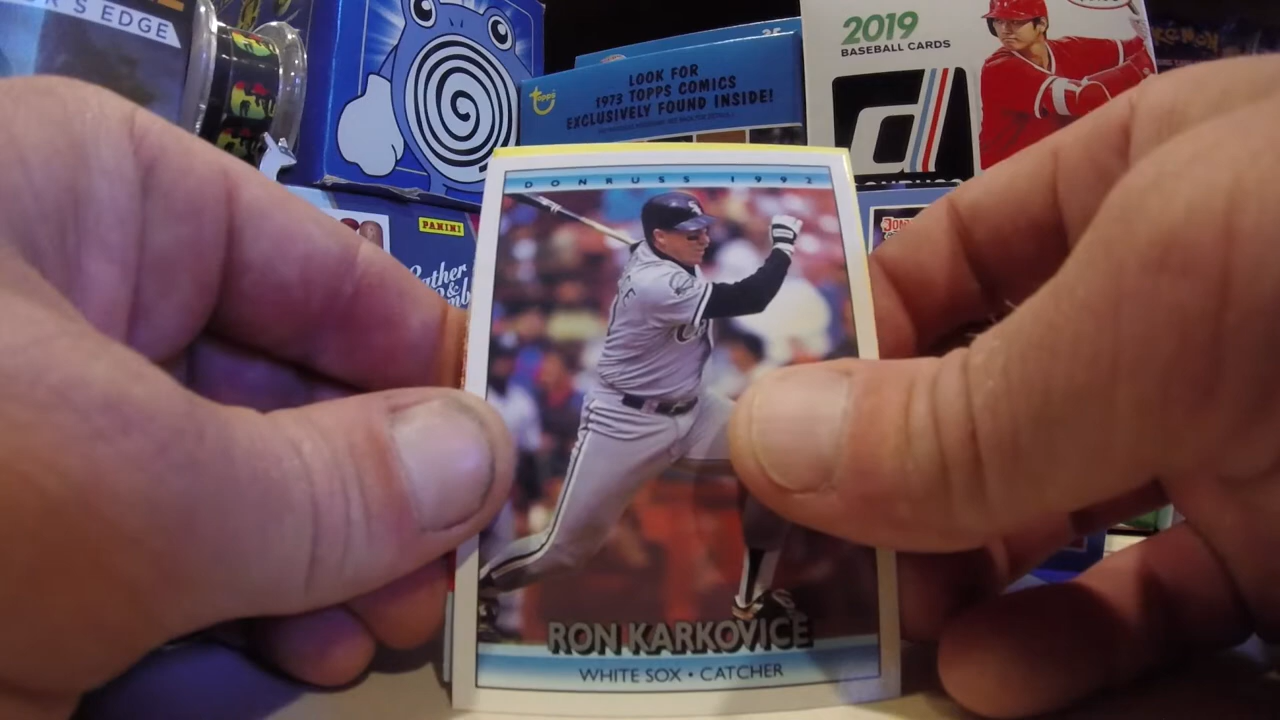 R'S EDGE
LOOK FOR
1973 TOPPS COMICS
EXCLUSIVELY FOUND INSIDE!
topps
2019
BASEBALL CARDS
PANINI
DONRUSS 1992
RON KARKOVICE
WHITE SOX • CATCHER